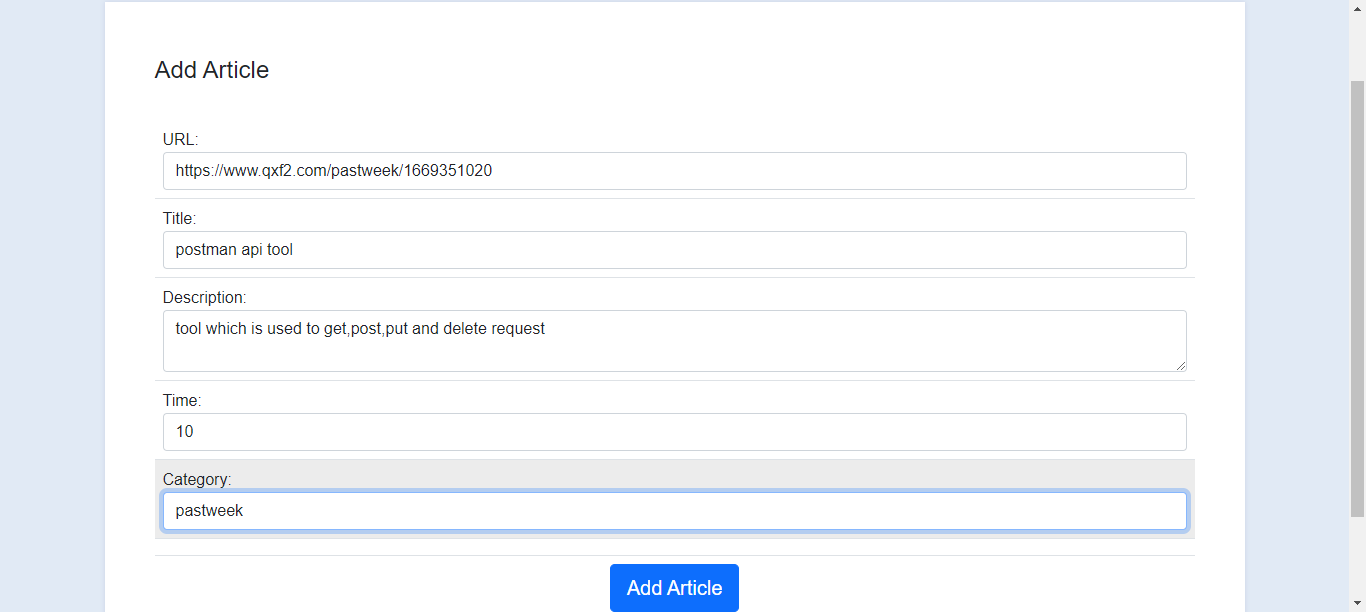 Add Article
URL:
https://www.qxf2.com/pastweek/1669351020
Title:
postman api tool
Description:
tool which is used to get,post,put and delete request
Time:
10
Category:
pastweek
Add Article